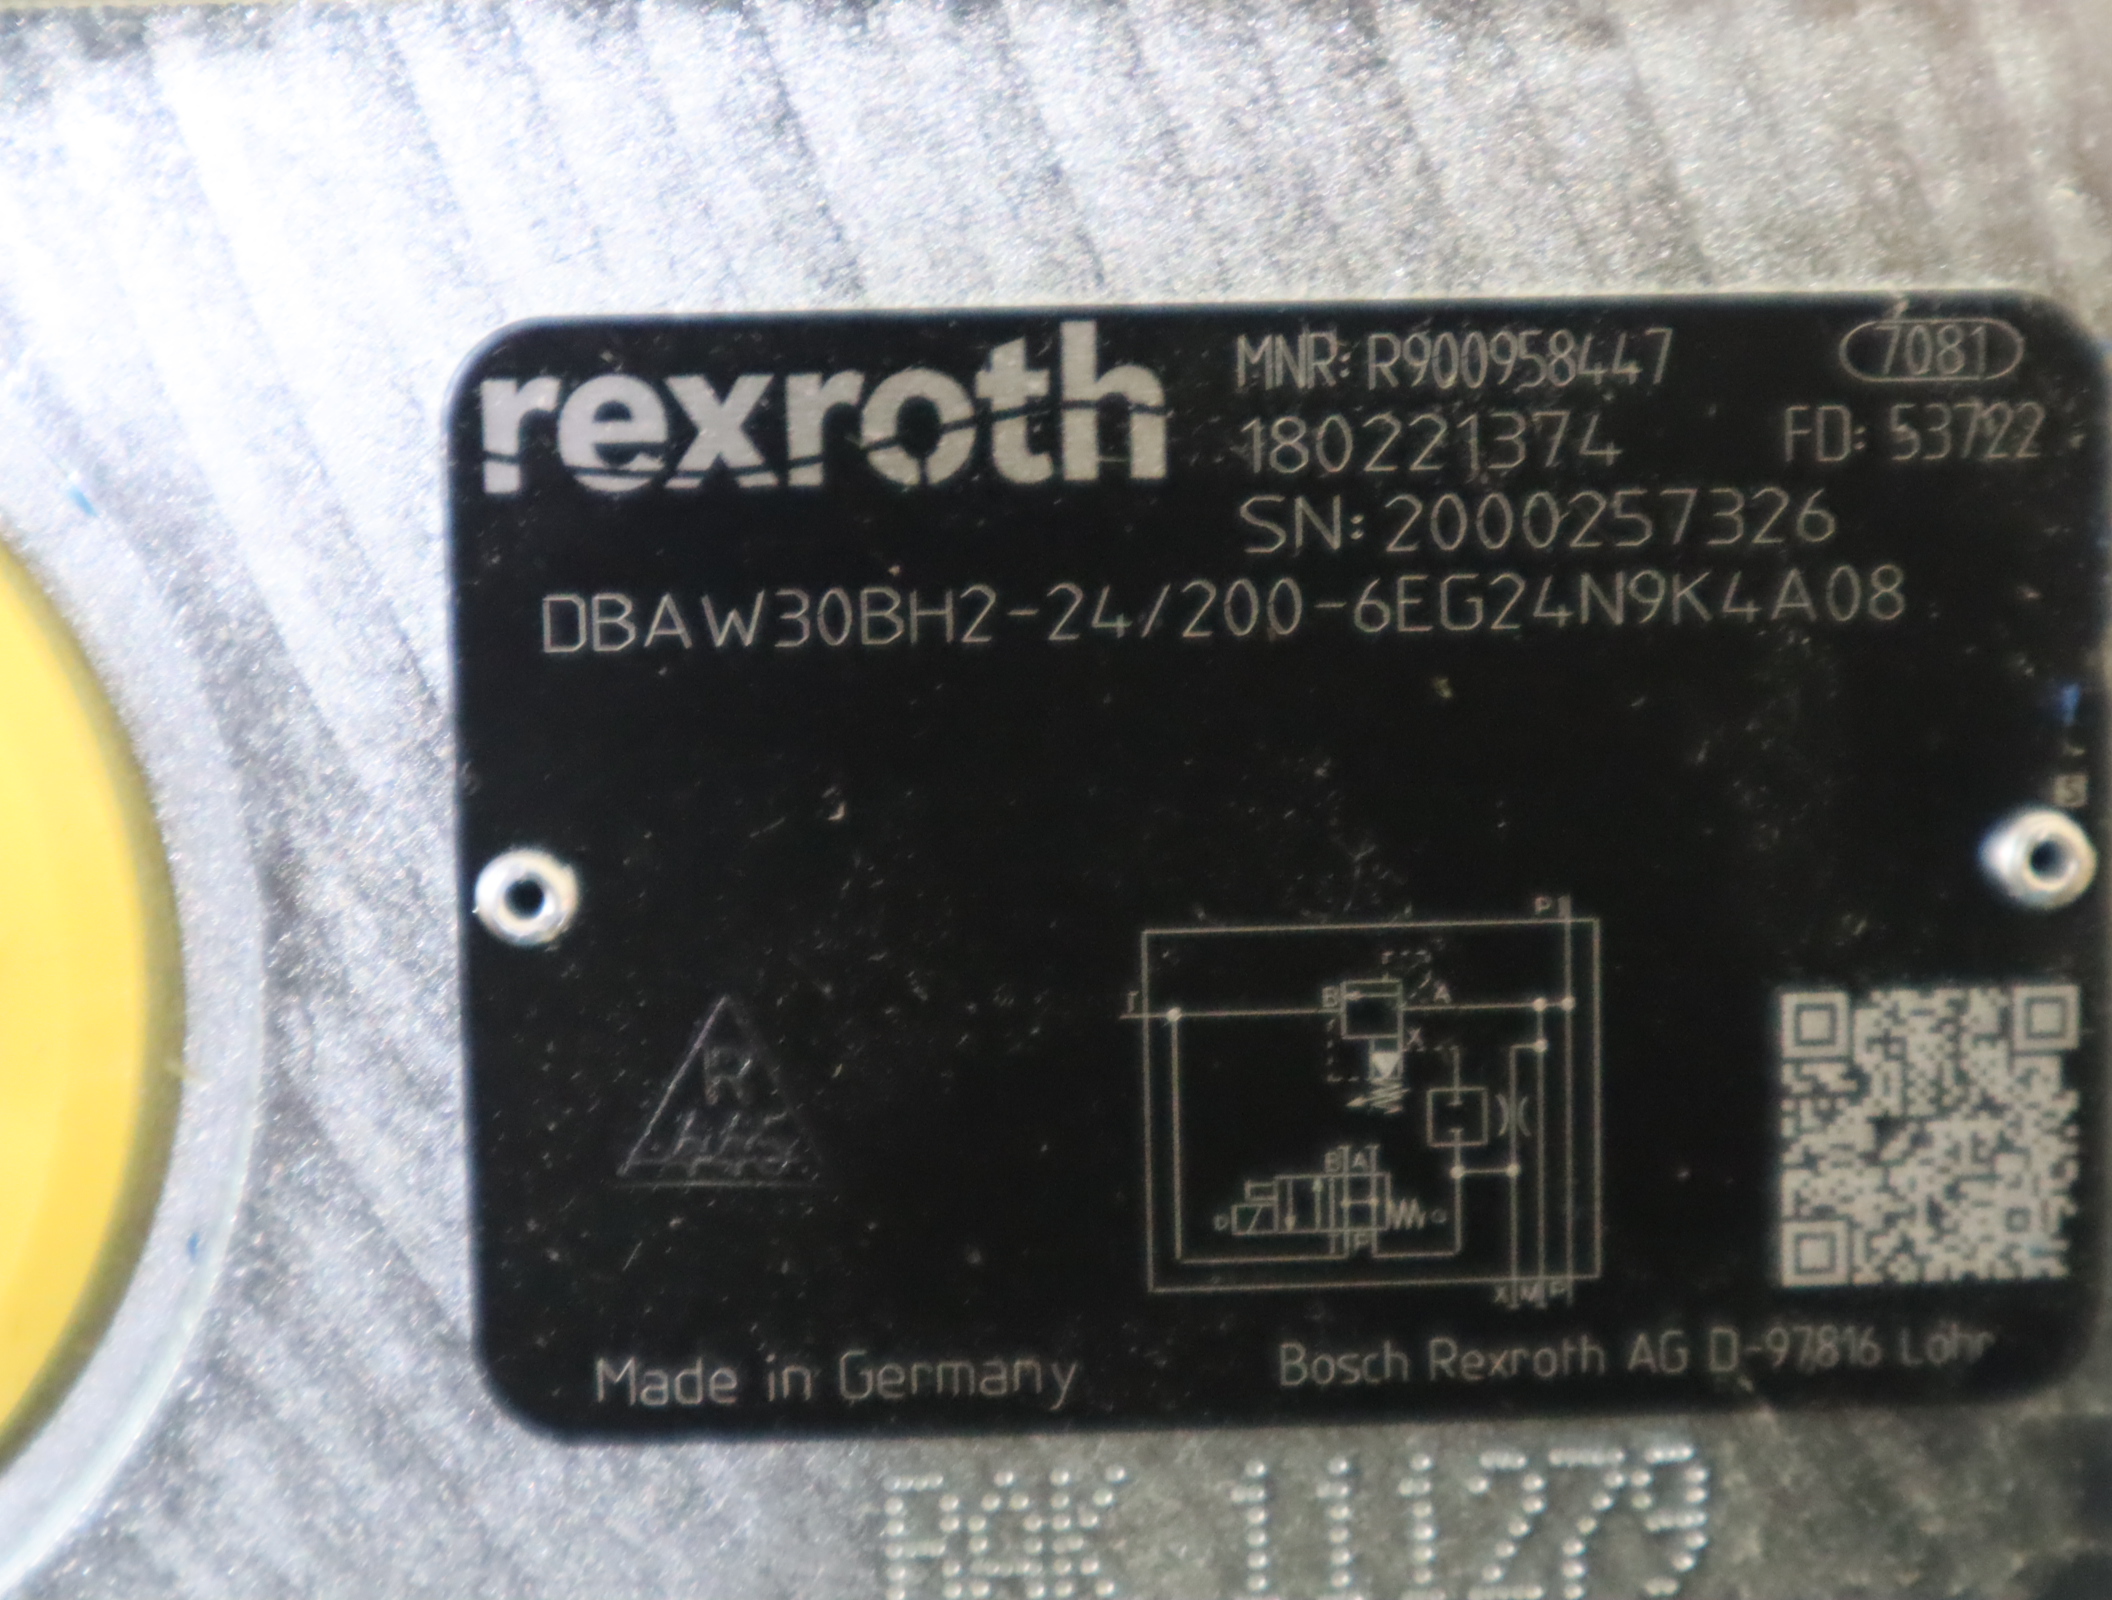 rexroth
MNR: R900958447
7081
180221374
FD: 53722
SN: 2000257326
DBAW30BH2-24/200-6EG24N9K4A08
P
T
B
A
X
R
B A
P
X M P
Made in Germany
Bosch Rexroth AG D-97816 Lohr
111279